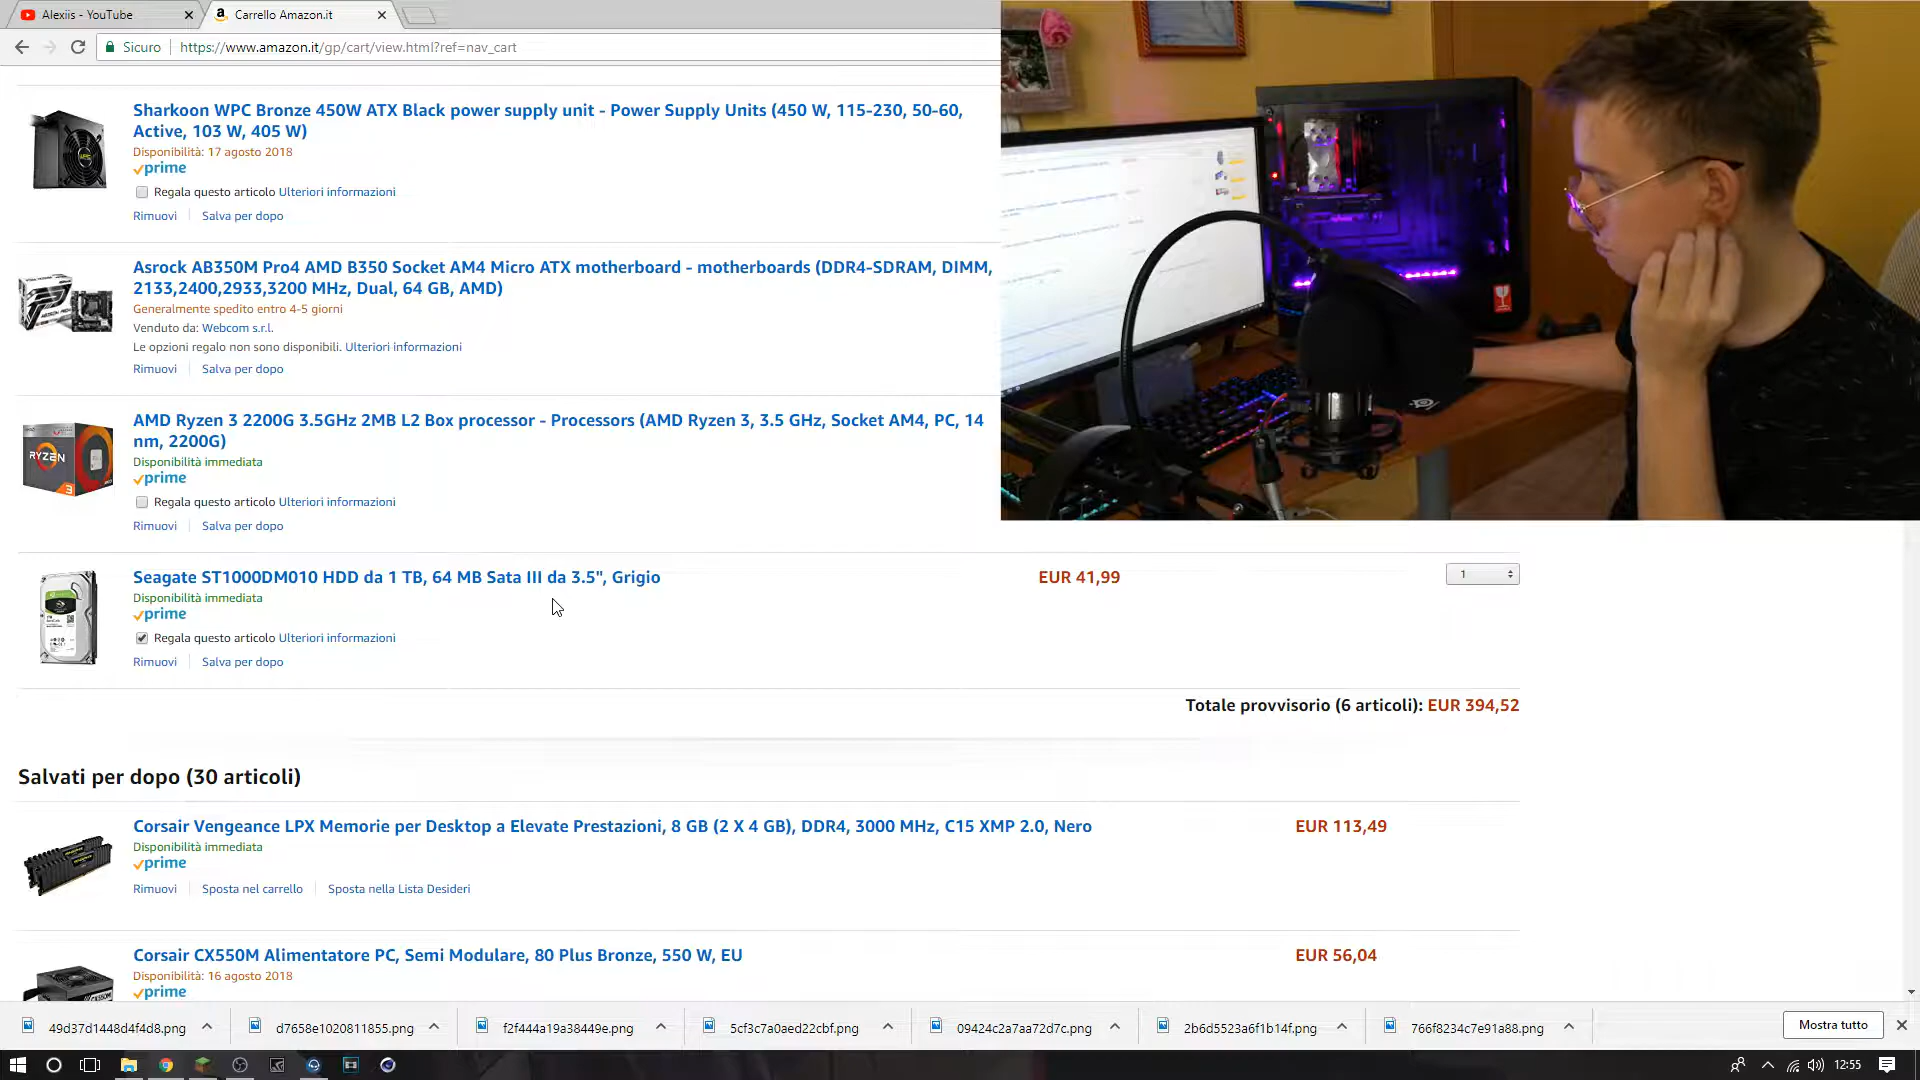 Alexiis - YouTube
Carrello Amazon.it
Sicuro
https://www.amazon.it/gp/cart/view.html?ref=nav_cart
Sharkoon WPC Bronze 450W ATX Black power supply unit - Power Supply Units (450 W, 115-230, 50-60,
Active, 103 W, 405 W)
Disponibilità: 17 agosto 2018
prime
Regala questo articolo Ulteriori informazioni
Rimuovi
Salva per dopo
Asrock AB350M Pro4 AMD B350 Socket AM4 Micro ATX motherboard - motherboards (DDR4-SDRAM, DIMM,
2133,2400,2933,3200 MHz, Dual, 64 GB, AMD)
Generalmente spedito entro 4-5 giorni
Venduto da: Webcom s.r.l.
Le opzioni regalo non sono disponibili. Ulteriori informazioni
Rimuovi
Salva per dopo
RYZEN
3
AMD Ryzen 3 2200G 3.5GHz 2MB L2 Box processor - Processors (AMD Ryzen 3, 3.5 GHz, Socket AM4, PC, 14
nm, 2200G)
Disponibilità immediata
prime
Regala questo articolo Ulteriori informazioni
Rimuovi
Salva per dopo
Seagate ST1000DM010 HDD da 1 TB, 64 MB Sata III da 3.5", Grigio
EUR 41,99
1
Disponibilità immediata
prime
Regala questo articolo Ulteriori informazioni
Rimuovi
Salva per dopo
Totale provvisorio (6 articoli): EUR 394,52
Salvati per dopo (30 articoli)
Corsair Vengeance LPX Memorie per Desktop a Elevate Prestazioni, 8 GB (2 X 4 GB), DDR4, 3000 MHz, C15 XMP 2.0, Nero
EUR 113,49
Disponibilità immediata
prime
Rimuovi
Sposta nel carrello
Sposta nella Lista Desideri
Corsair CX550M Alimentatore PC, Semi Modulare, 80 Plus Bronze, 550 W, EU
EUR 56,04
Disponibilità: 16 agosto 2018
prime
49d37d1448d4f4d8.png
d7658e1020811855.png
f2f444a19a38449e.png
5cf3c7a0aed22cbf.png
09424c2a7aa72d7c.png
2b6d5523a6f1b14f.png
766f8234c7e91a88.png
Mostra tutto
12:55